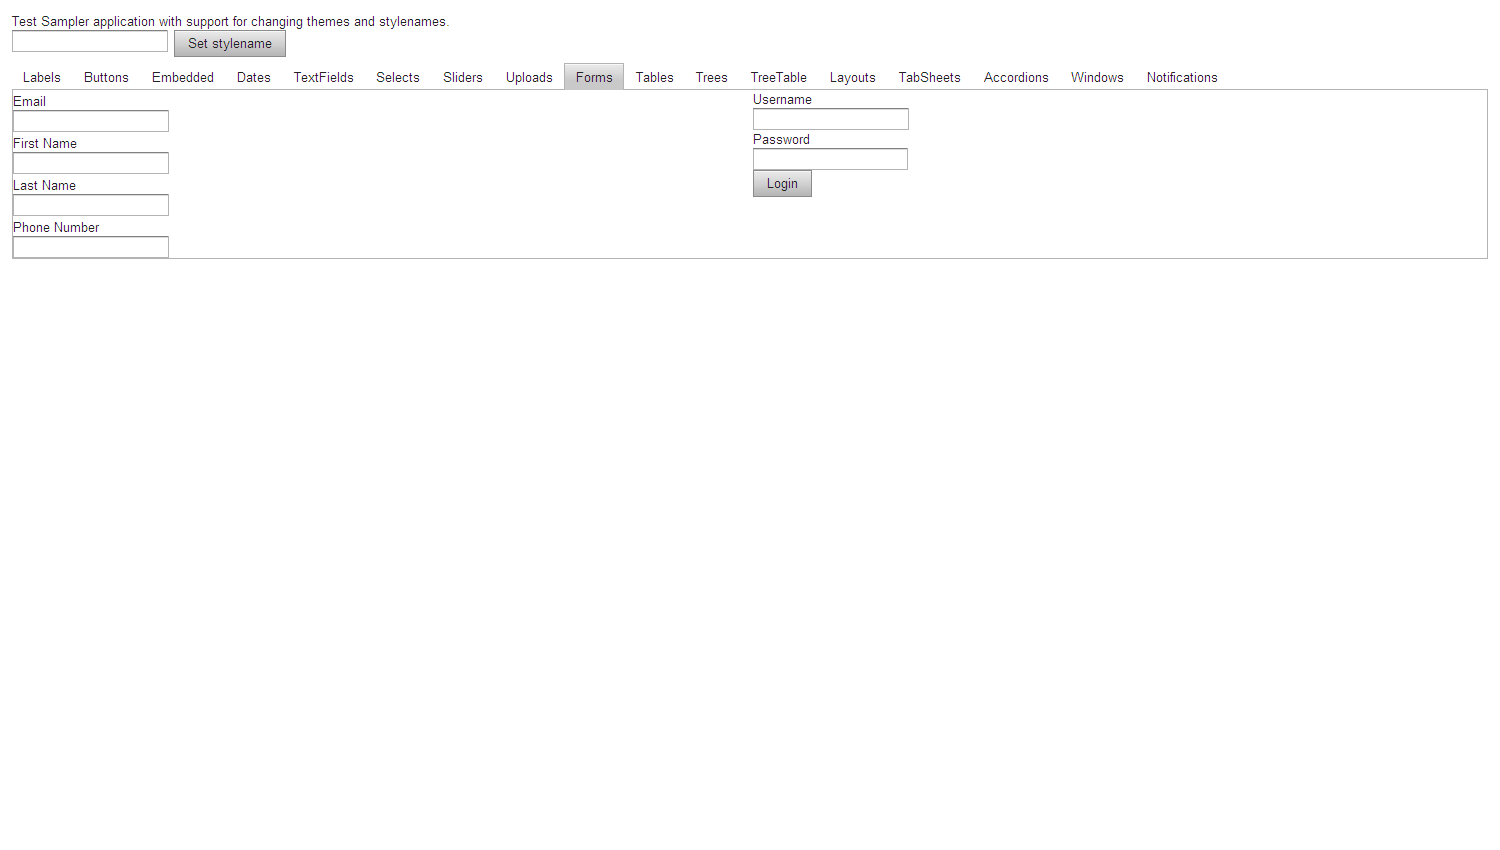 Test Sampler application with support for changing themes and stylenames.
Set stylename
Labels Buttons Embedded Dates TextFields Selects Sliders Uploads Forms Tables Trees TreeTable Layouts TabSheets Accordions Windows Notifications
Email
First Name
Last Name
Phone Number
Username
Password
Login